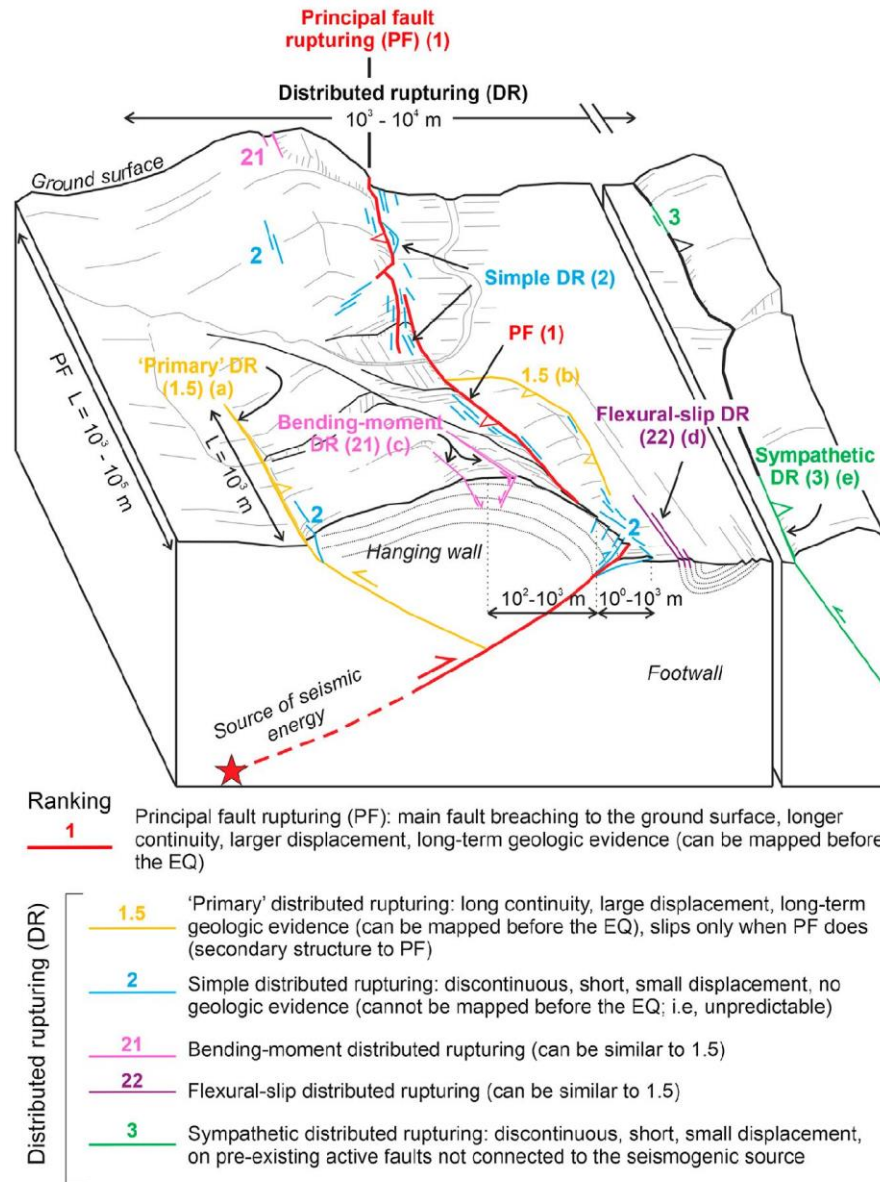 Principal fault
rupturing (PF) (1)
Distributed rupturing (DR)
10³ - 10⁴ m
21
Ground surface
3
2
Simple DR (2)
PF (1)
'Primary' DR
(1.5) (a)
1.5 (b)
PF L = 10³ - 10⁵ m
L = 10³ m
Bending-moment
DR (21) (c)
Flexural-slip DR
(22) (d)
Sympathetic
DR (3) (e)
2
2
Hanging wall
10²-10³ m
10⁰-10³ m
Footwall
Source of seismic
energy
Ranking
1
Principal fault rupturing (PF): main fault breaching to the ground surface, longer
continuity, larger displacement, long-term geologic evidence (can be mapped before
the EQ)
Distributed rupturing (DR)
1.5
'Primary' distributed rupturing: long continuity, large displacement, long-term
geologic evidence (can be mapped before the EQ), slips only when PF does
(secondary structure to PF)
2
Simple distributed rupturing: discontinuous, short, small displacement, no
geologic evidence (cannot be mapped before the EQ; i.e, unpredictable)
21
Bending-moment distributed rupturing (can be similar to 1.5)
22
Flexural-slip distributed rupturing (can be similar to 1.5)
3
Sympathetic distributed rupturing: discontinuous, short, small displacement,
on pre-existing active faults not connected to the seismogenic source